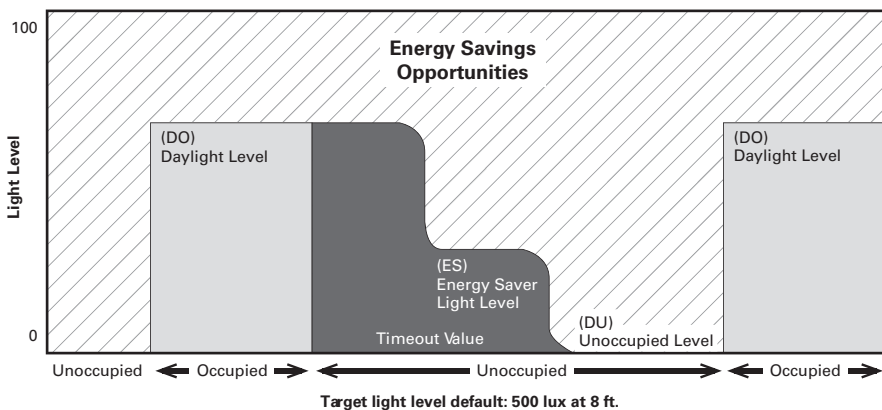 100
Energy Savings
Opportunities
(DO)
Daylight Level
(DO)
Daylight Level
Light Level
(ES)
Energy Saver
Light Level
(DU)
Unoccupied Level
Timeout Value
0
Unoccupied
Occupied
Unoccupied
Occupied
Target light level default: 500 lux at 8 ft.